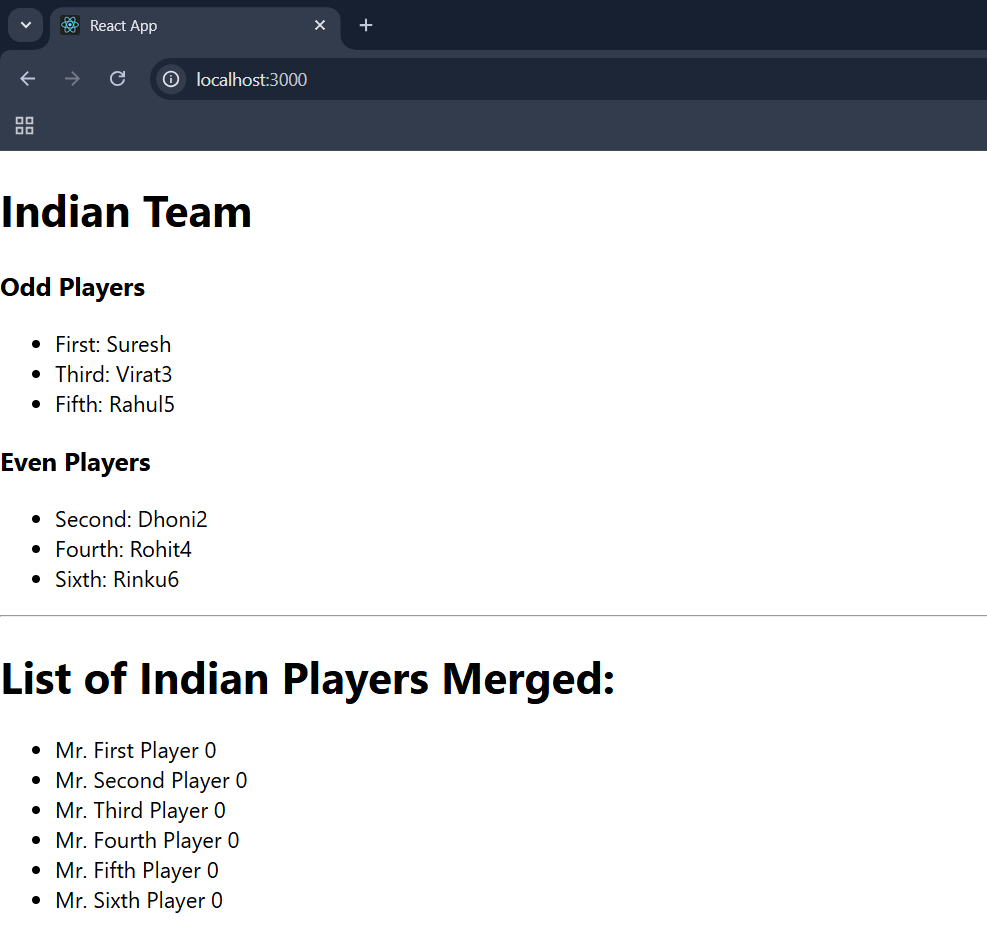 React App
localhost:3000
Indian Team
Odd Players
First: Suresh
Third: Virat3
Fifth: Rahul5
Even Players
Second: Dhoni2
Fourth: Rohit4
Sixth: Rinku6
List of Indian Players Merged:
Mr. First Player 0
Mr. Second Player 0
Mr. Third Player 0
Mr. Fourth Player 0
Mr. Fifth Player 0
Mr. Sixth Player 0